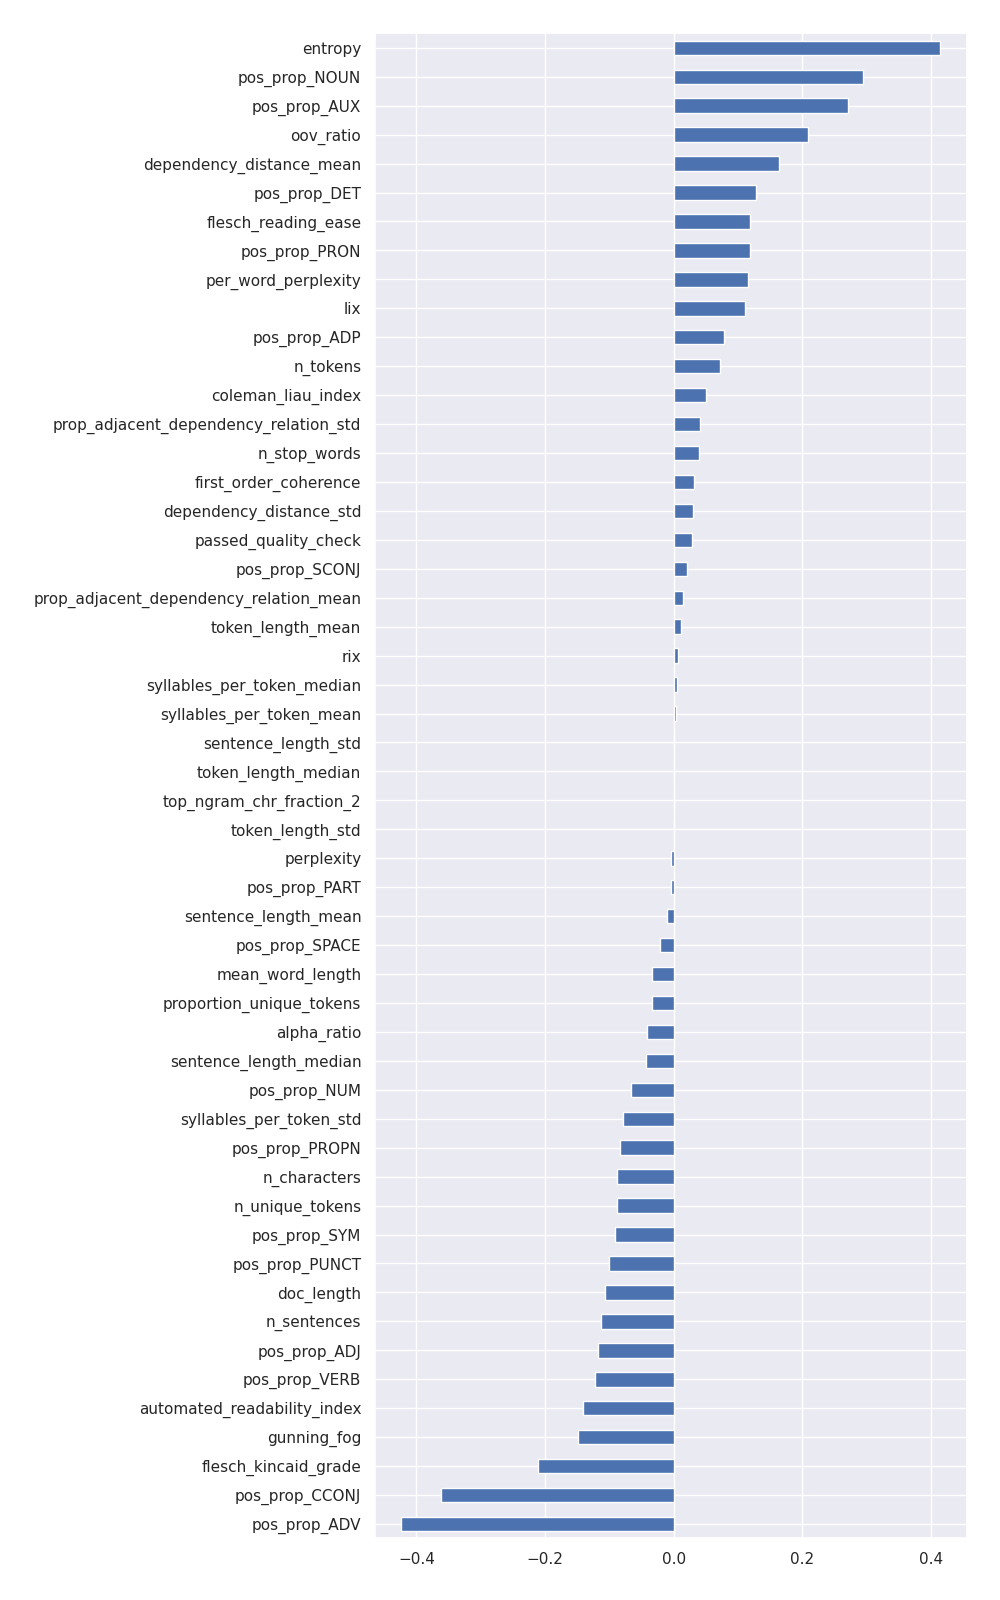 entropy
pos_prop_NOUN
pos_prop_AUX
oov_ratio
dependency_distance_mean
pos_prop_DET
flesch_reading_ease
pos_prop_PRON
per_word_perplexity
lix
pos_prop_ADP
n_tokens
coleman_liau_index
prop_adjacent_dependency_relation_std
n_stop_words
first_order_coherence
dependency_distance_std
passed_quality_check
pos_prop_SCONJ
prop_adjacent_dependency_relation_mean
token_length_mean
rix
syllables_per_token_median
syllables_per_token_mean
sentence_length_std
token_length_median
top_ngram_chr_fraction_2
token_length_std
perplexity
pos_prop_PART
sentence_length_mean
pos_prop_SPACE
mean_word_length
proportion_unique_tokens
alpha_ratio
sentence_length_median
pos_prop_NUM
syllables_per_token_std
pos_prop_PROPN
n_characters
n_unique_tokens
pos_prop_SYM
pos_prop_PUNCT
doc_length
n_sentences
pos_prop_ADJ
pos_prop_VERB
automated_readability_index
gunning_fog
flesch_kincaid_grade
pos_prop_CCONJ
pos_prop_ADV
−0.4 −0.2 0.0 0.2 0.4